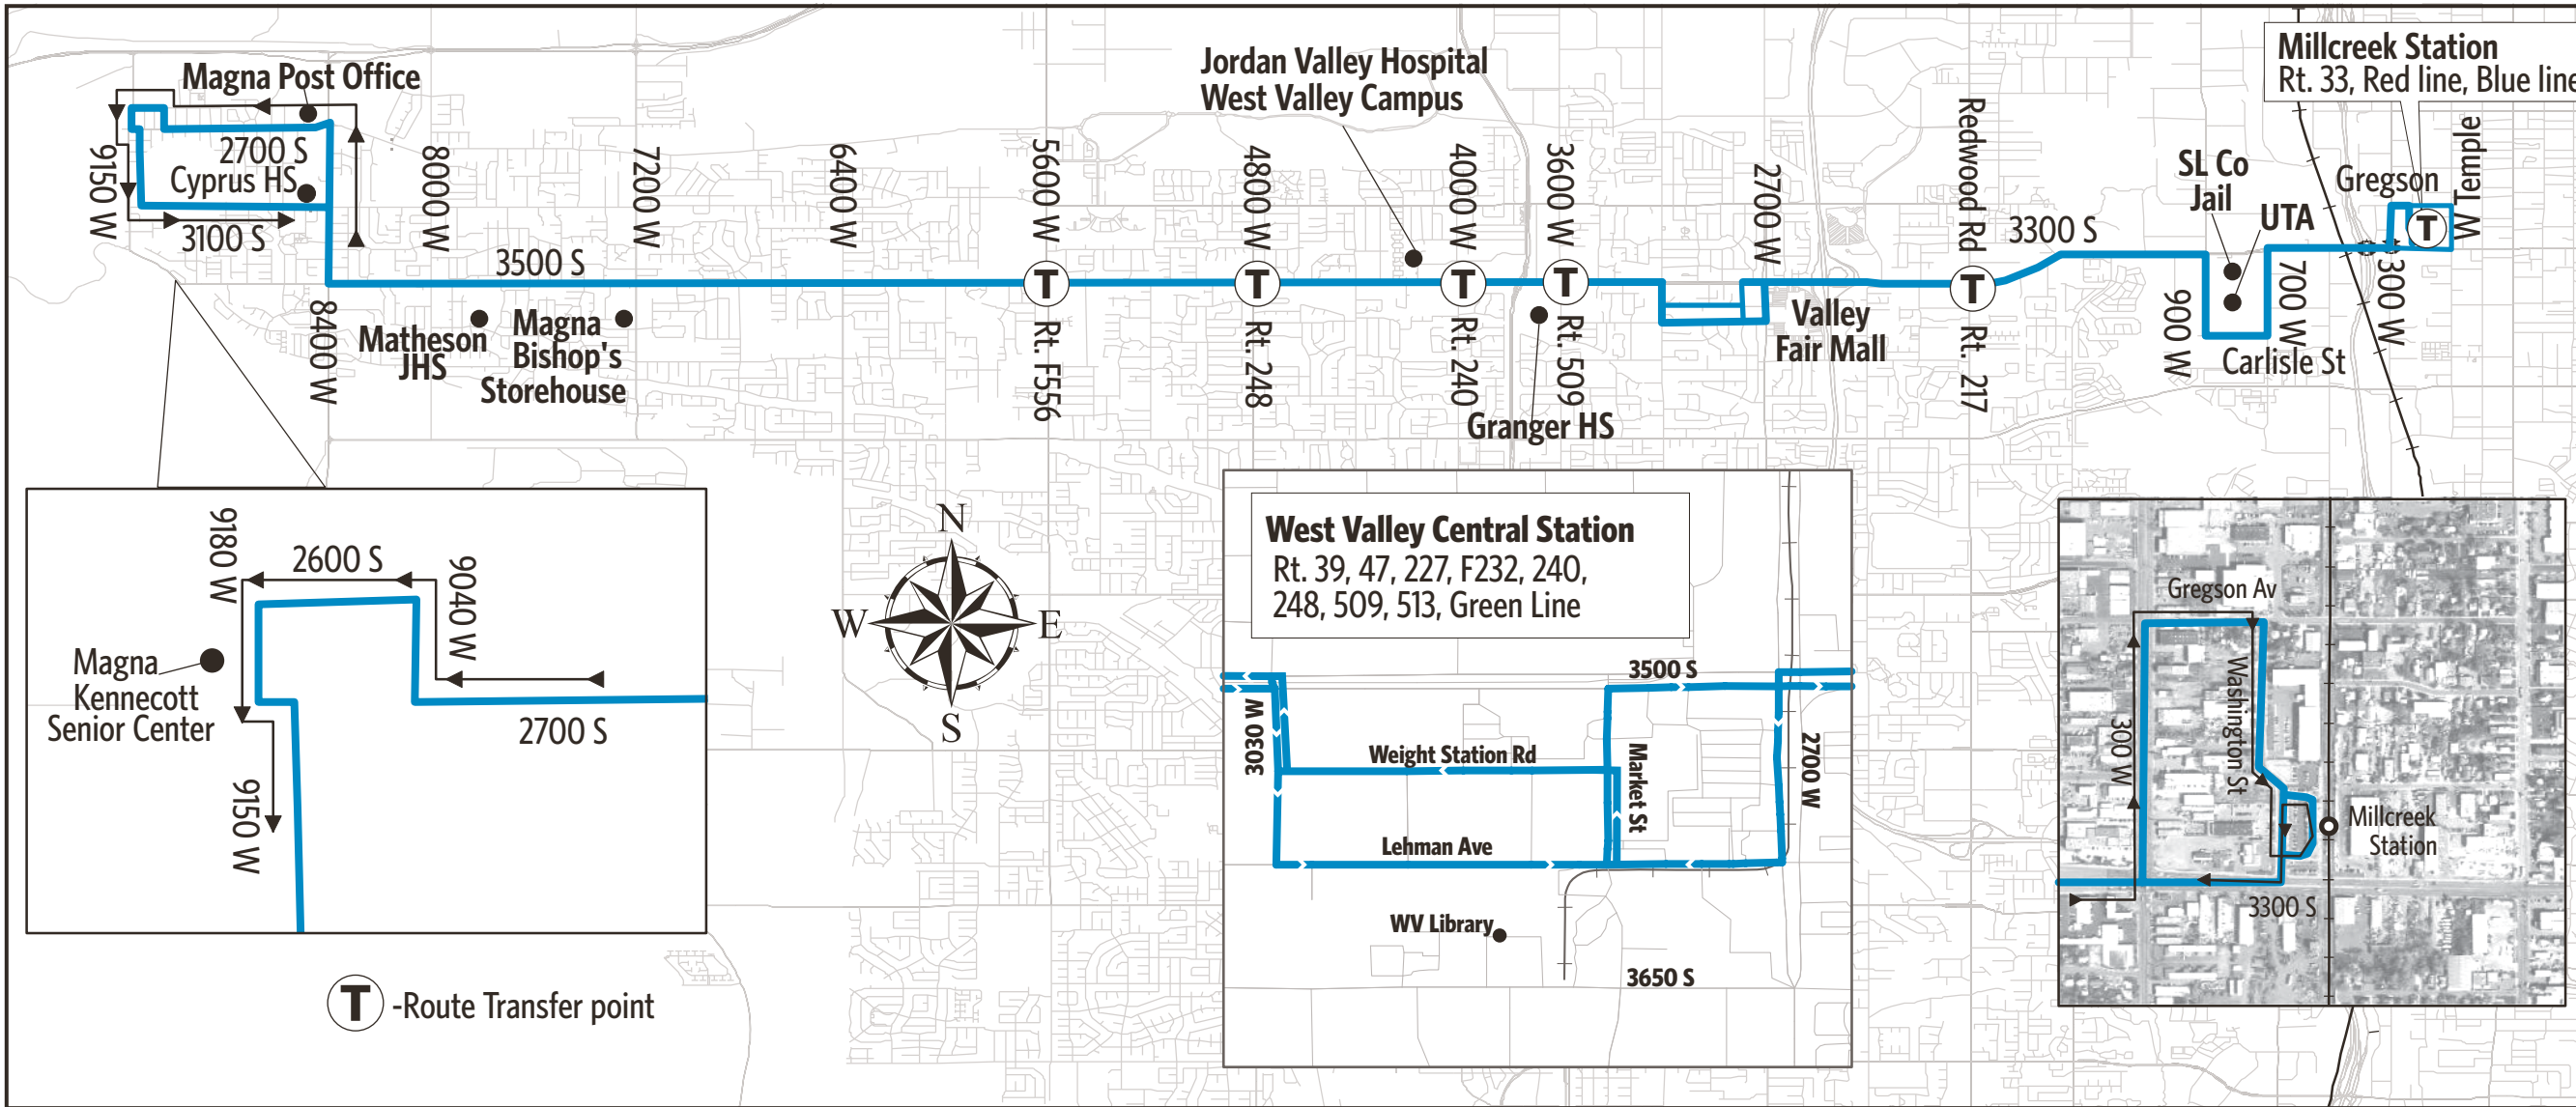 Magna Post Office
2700 S
Cyprus HS
9150 W
3100 S
8000 W
7200 W
6400 W
3500 S
8400 W
Matheson
JHS
Magna
Bishop's
Storehouse
5600 W
T
Rt. F556
4800 W
T
Rt. 248
Jordan Valley Hospital
West Valley Campus
4000 W
T
Rt. 240
3600 W
T
Rt. 509
Granger HS
2700 W
Valley
Fair Mall
Redwood Rd
T
Rt. 217
3300 S
SL Co
Jail
UTA
900 W
700 W
Carlisle St
Millcreek Station
Rt. 33, Red line, Blue line
Gregson
T
W Temple
300 W
9180 W
2600 S
9040 W
Magna
Kennecott
Senior Center
2700 S
9150 W
N
W
E
S
T -Route Transfer point
West Valley Central Station
Rt. 39, 47, 227, F232, 240,
248, 509, 513, Green Line
3500 S
3030 W
Weight Station Rd
Market St
2700 W
Lehman Ave
WV Library
3650 S
Gregson Av
300 W
Washington St
Millcreek
Station
3300 S